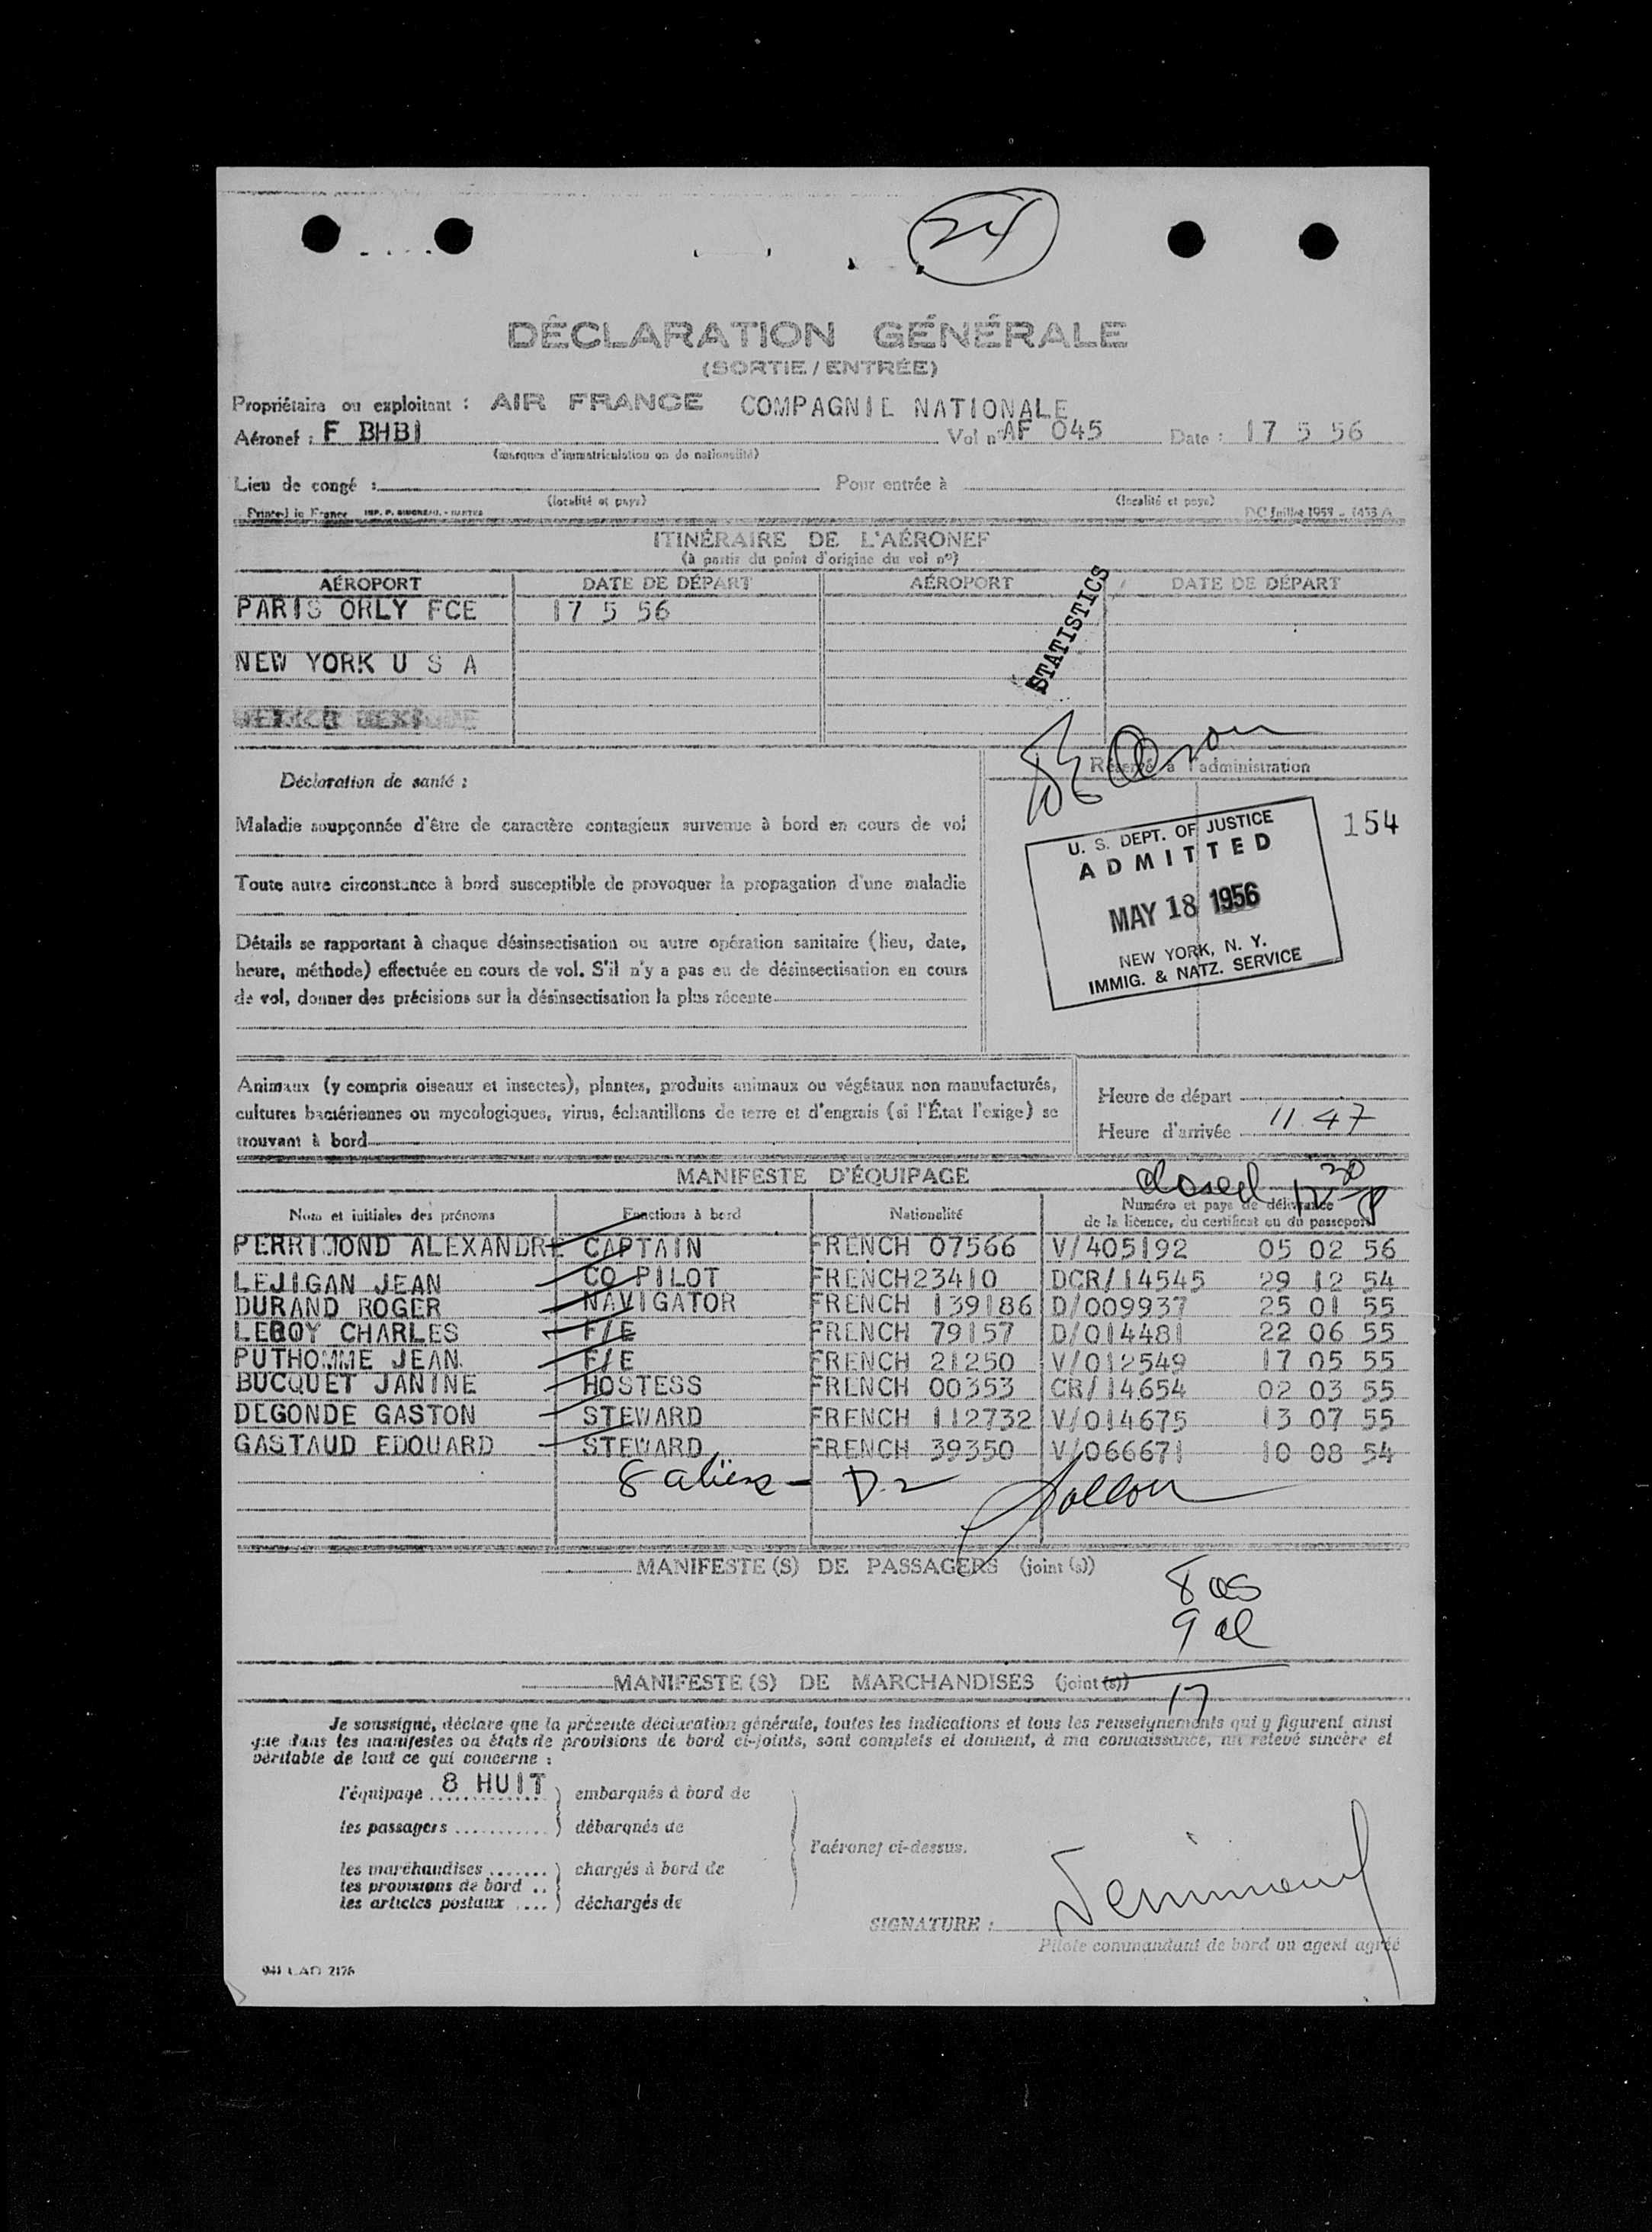 24
DÉCLARATION GÉNÉRALE
(SORTIE / ENTRÉE)
Propriétaire ou exploitant : AIR FRANCE COMPAGNIE NATIONALE
Aéronef : F BHBI Vol nº AF 045 Date : 17 5 56
(marques d'immatriculation ou de nationalité)
Lieu de congé : Pour entrée à
(localité et pays) (localité et pays)
Printed in France
ITINÉRAIRE DE L'AÉRONEF
(à partir du point d'origine du vol nº)
AÉROPORT DATE DE DÉPART AÉROPORT DATE DE DÉPART
PARIS ORLY FCE 17 5 56
STATISTICS
NEW YORK U S A
Déclaration de santé :
Réservé à l'administration
Maladie soupçonnée d'être de caractère contagieux survenue à bord en cours de vol
154
U. S. DEPT. OF JUSTICE
ADMITTED
MAY 18 1956
NEW YORK, N. Y.
IMMIG. & NATZ. SERVICE
Toute autre circonstance à bord susceptible de provoquer la propagation d'une maladie
Détails se rapportant à chaque désinsectisation ou autre opération sanitaire (lieu, date,
heure, méthode) effectuée en cours de vol. S'il n'y a pas eu de désinsectisation en cours
de vol, donner des précisions sur la désinsectisation la plus récente
Animaux (y compris oiseaux et insectes), plantes, produits animaux ou végétaux non manufacturés,
cultures bactériennes ou mycologiques, virus, échantillons de terre et d'engrais (si l'État l'exige) se
trouvant à bord
Heure de départ
Heure d'arrivée 11 47
MANIFESTE D'ÉQUIPAGE
closed 12 30 P
Nom et initiales des prénoms Fonctions à bord Nationalité Numéro et pays de délivrance
de la licence, du certificat ou du passeport
PERRIMOND ALEXANDRE CAPTAIN FRENCH 07566 V/405192 05 02 56
LEJIGAN JEAN CO PILOT FRENCH23410 DCR/14545 29 12 54
DURAND ROGER NAVIGATOR FRENCH 139186 D/009937 25 01 55
LEROY CHARLES F/E FRENCH 79157 D/014481 22 06 55
PUTHOMME JEAN F/E FRENCH 21250 V/012549 17 05 55
BUCQUET JANINE HOSTESS FRENCH 00353 CR/14654 02 03 55
DEGONDE GASTON STEWARD FRENCH 112732 V/014675 13 07 55
GASTAUD EDOUARD STEWARD FRENCH 39350 V/066671 10 08 54
8 aliens - D-2
MANIFESTE (S) DE PASSAGERS (joint (s))
8 us
9 al
MANIFESTE (S) DE MARCHANDISES (joint (s))
17
Je soussigné, déclare que la présente déclaration générale, toutes les indications et tous les renseignements qui y figurent ainsi
que dans les manifestes ou états de provisions de bord ci-joints, sont complets et donnent, à ma connaissance, un relevé sincère et
véritable de tout ce qui concerne :
l'équipage 8 HUIT ) embarqués à bord de
les passagers ........... ) débarqués de
l'aéronef ci-dessus.
les marchandises ....... ) chargés à bord de
les provisions de bord ..
les articles postaux .... ) déchargés de
SIGNATURE :
Pilote commandant de bord ou agent agréé